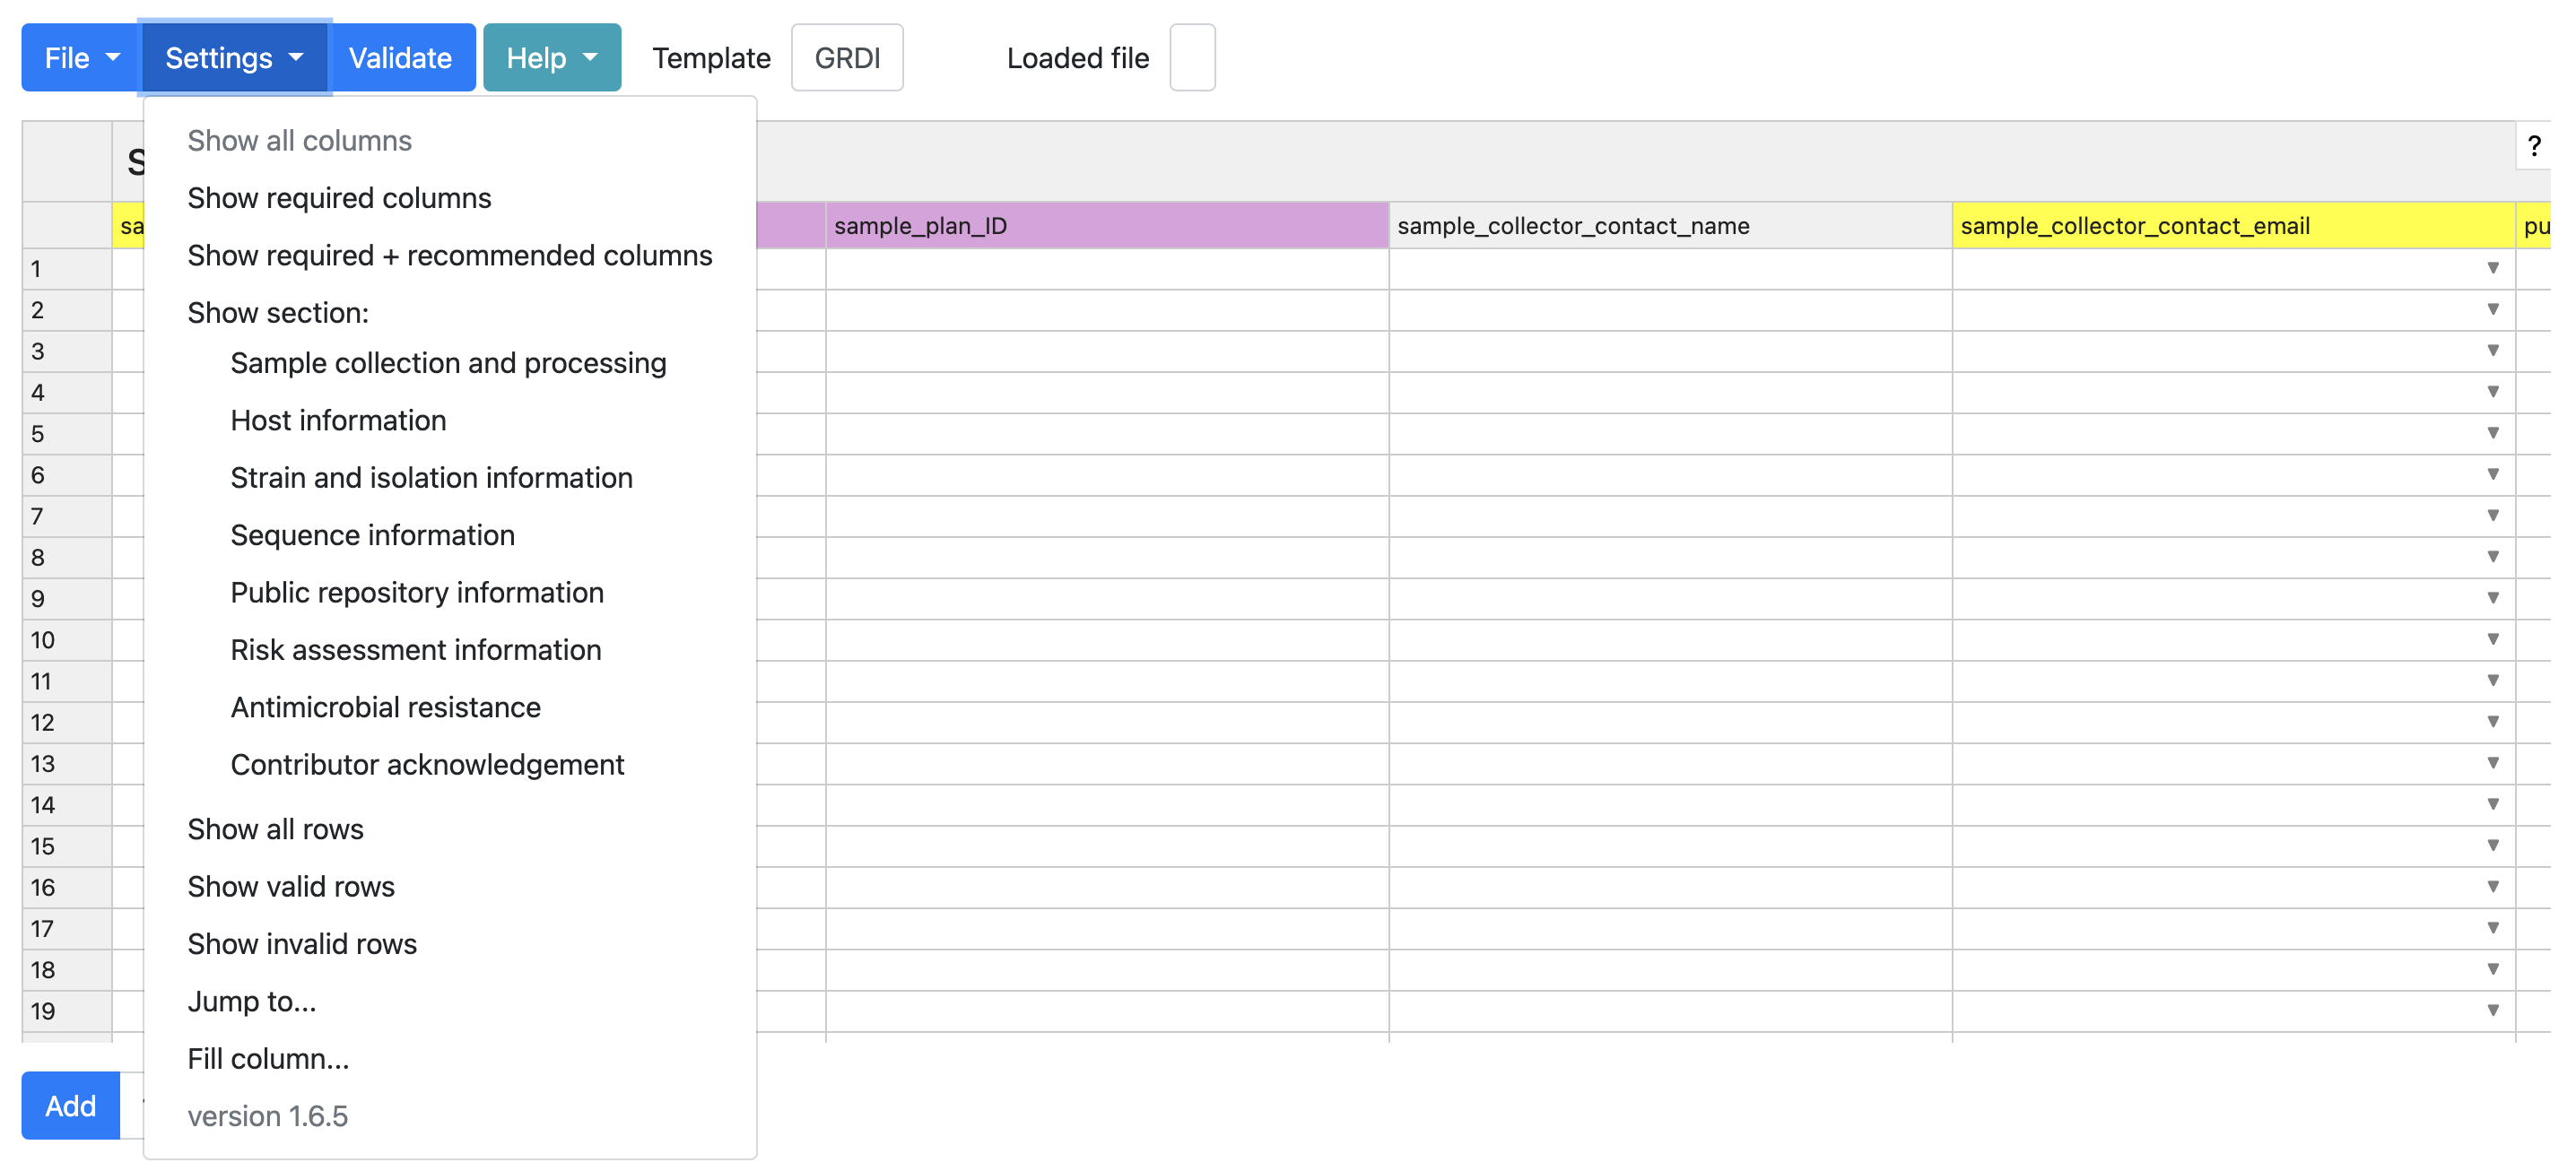 File Settings Validate Help Template GRDI Loaded file
Show all columns
Show required columns
Show required + recommended columns
Show section:
Sample collection and processing
Host information
Strain and isolation information
Sequence information
Public repository information
Risk assessment information
Antimicrobial resistance
Contributor acknowledgement
Show all rows
Show valid rows
Show invalid rows
Jump to...
Fill column...
version 1.6.5
S ?
sa sample_plan_ID sample_collector_contact_name sample_collector_contact_email pu
1
2
3
4
5
6
7
8
9
10
11
12
13
14
15
16
17
18
19
Add